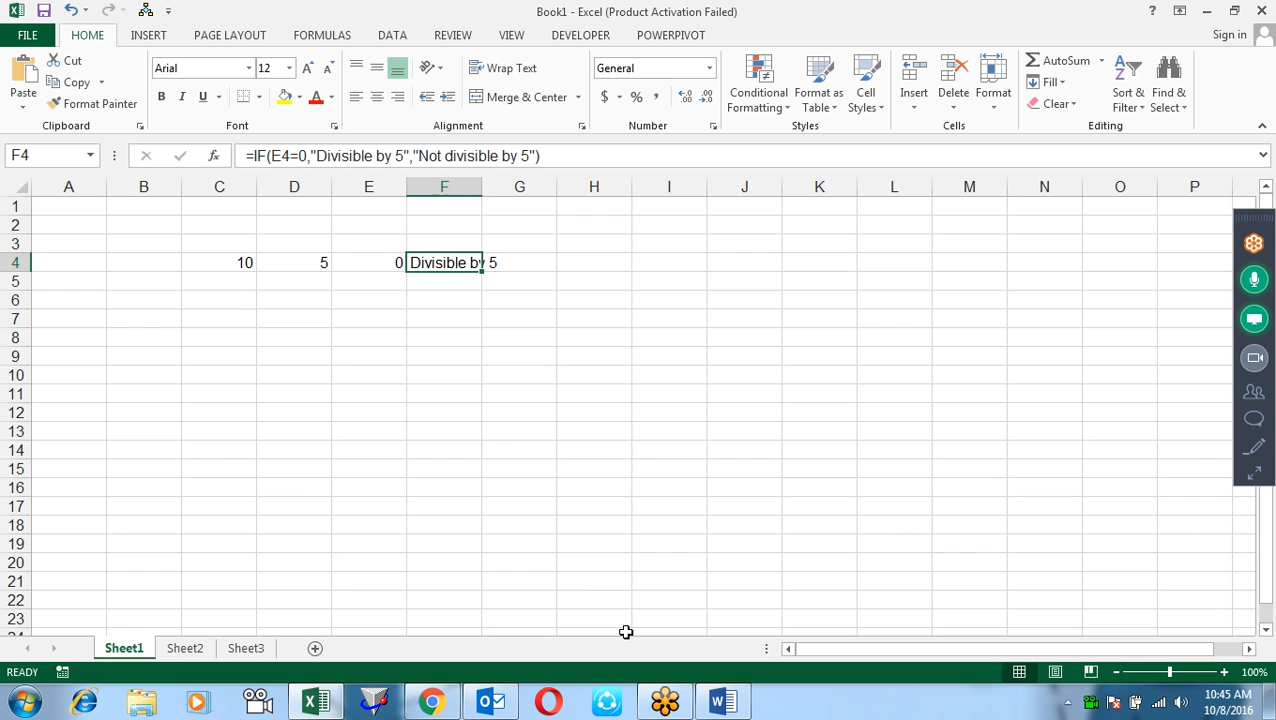 Book1 - Excel (Product Activation Failed)
FILE HOME INSERT PAGE LAYOUT FORMULAS DATA REVIEW VIEW DEVELOPER POWERPIVOT Sign in
Paste Cut Copy Format Painter Clipboard
Arial 12 B I U A Font
Wrap Text Merge & Center Alignment
General $ % , Number
Conditional Formatting Format as Table Cell Styles Styles
Insert Delete Format Cells
AutoSum Fill Clear Sort & Filter Find & Select Editing
F4 fx =IF(E4=0,"Divisible by 5","Not divisible by 5")
A B C D E F G H I J K L M N O P
1
2
3
4 10 5 0 Divisible by 5
5
6
7
8
9
10
11
12
13
14
15
16
17
18
19
20
21
22
23
Sheet1 Sheet2 Sheet3
READY 100%
10:45 AM
10/8/2016